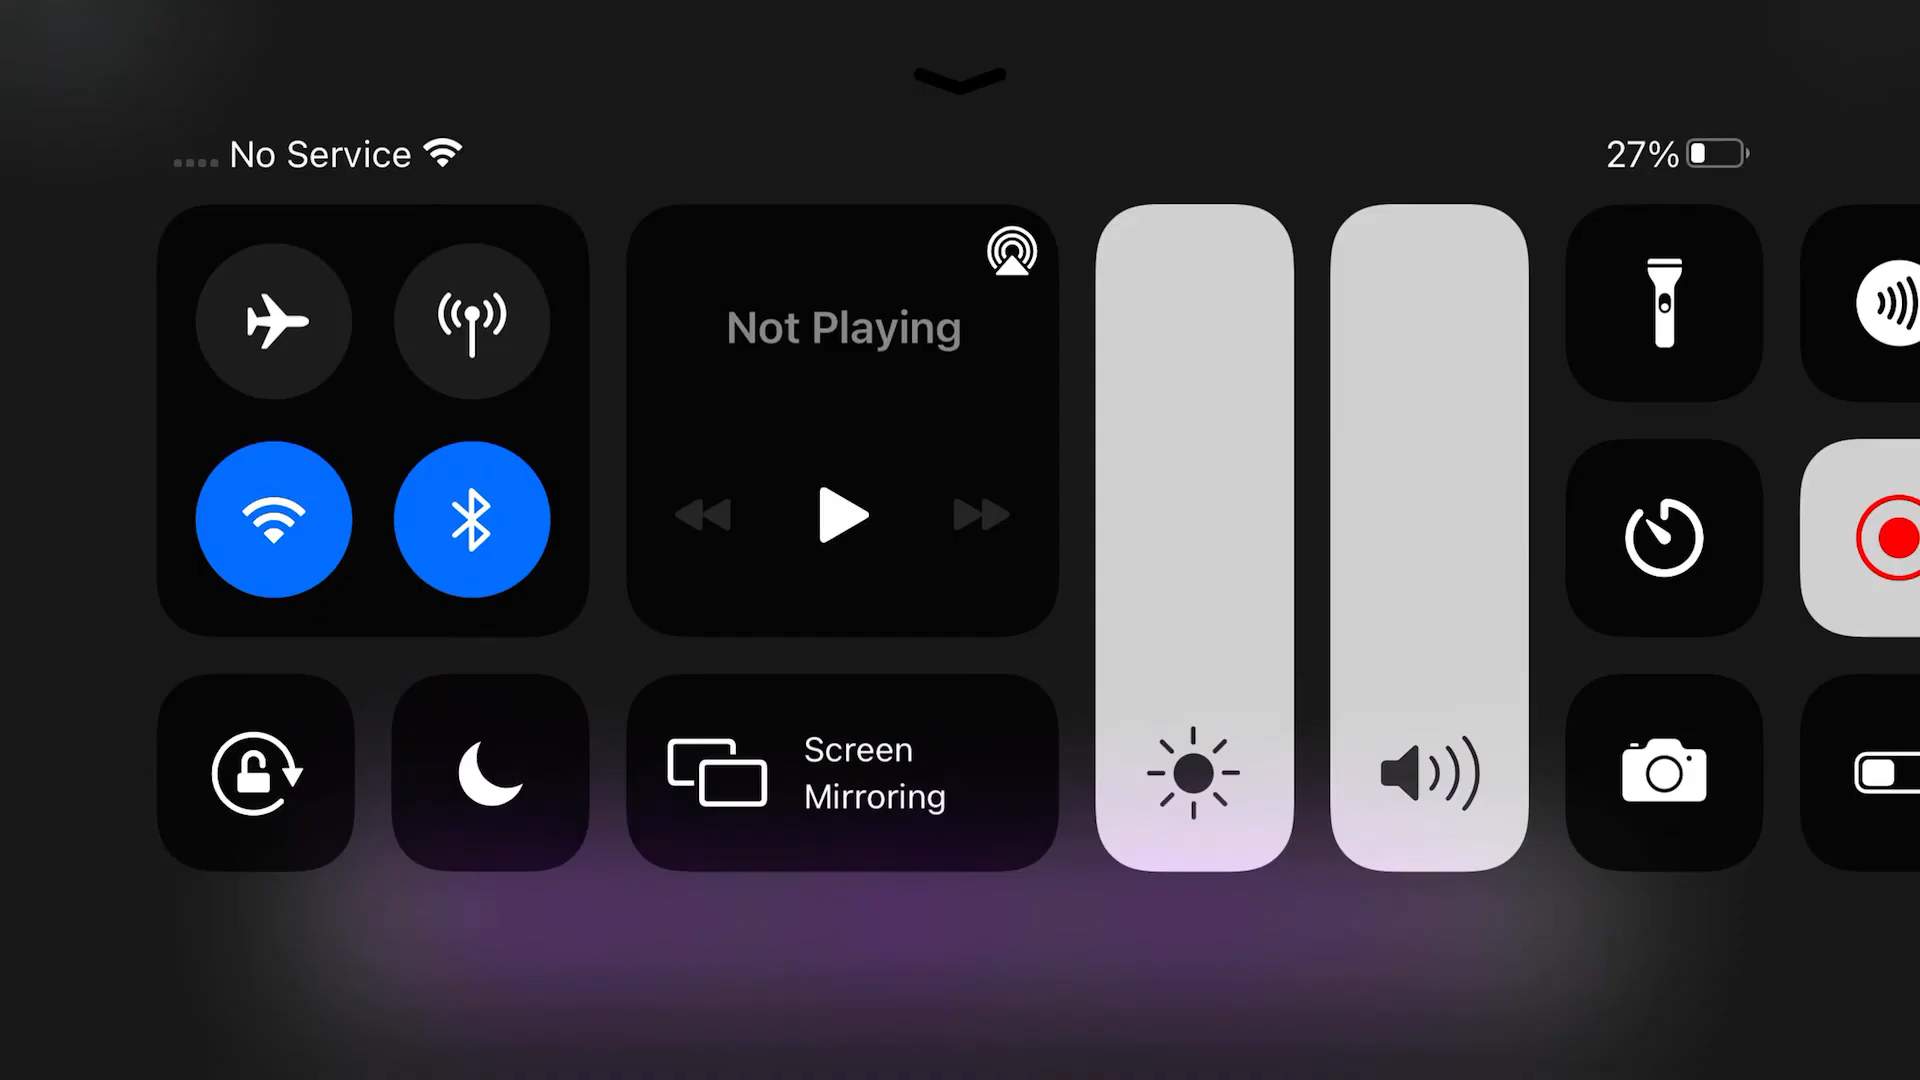 No Service
27%
Not Playing
Screen
Mirroring